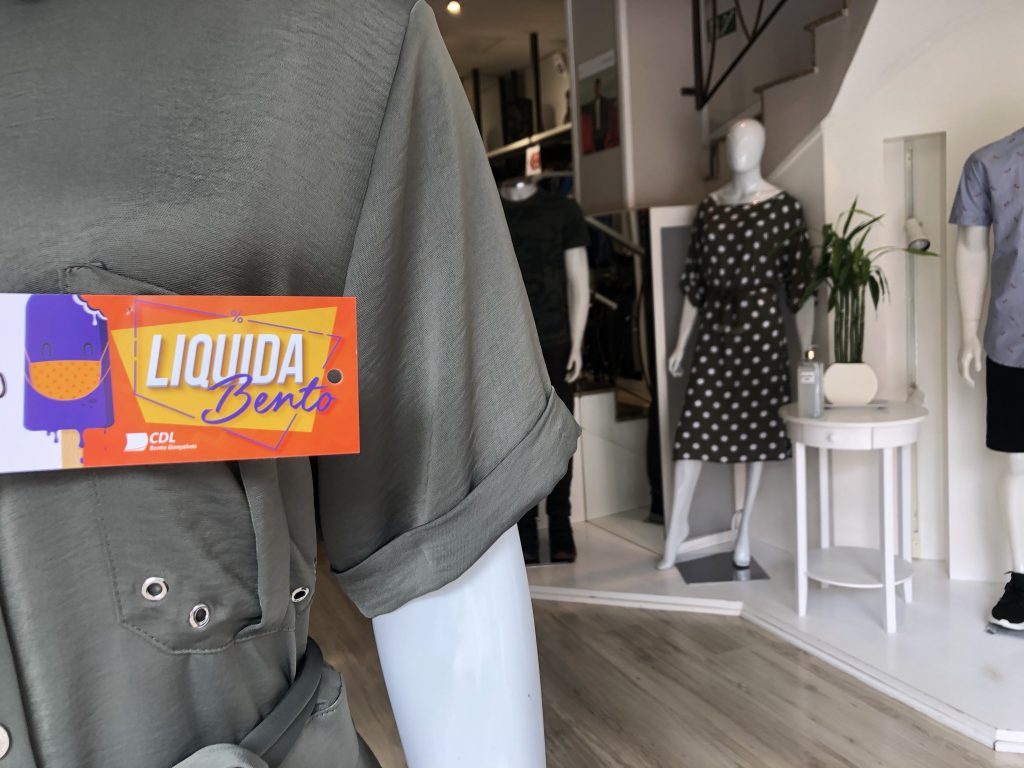 %
LIQUIDA
Bento
CDL
Bento Gonçalves